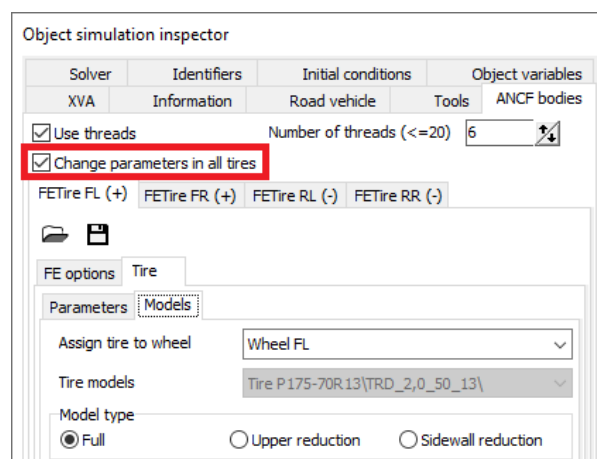 Object simulation inspector
Solver Identifiers Initial conditions Object variables
XVA Information Road vehicle Tools ANCF bodies
Use threads Number of threads (<=20) 6
Change parameters in all tires
FETire FL (+) FETire FR (+) FETire RL (-) FETire RR (-)
FE options Tire
Parameters Models
Assign tire to wheel Wheel FL
Tire models Tire P175-70R13\TRD_2,0_50_13\
Model type
Full Upper reduction Sidewall reduction